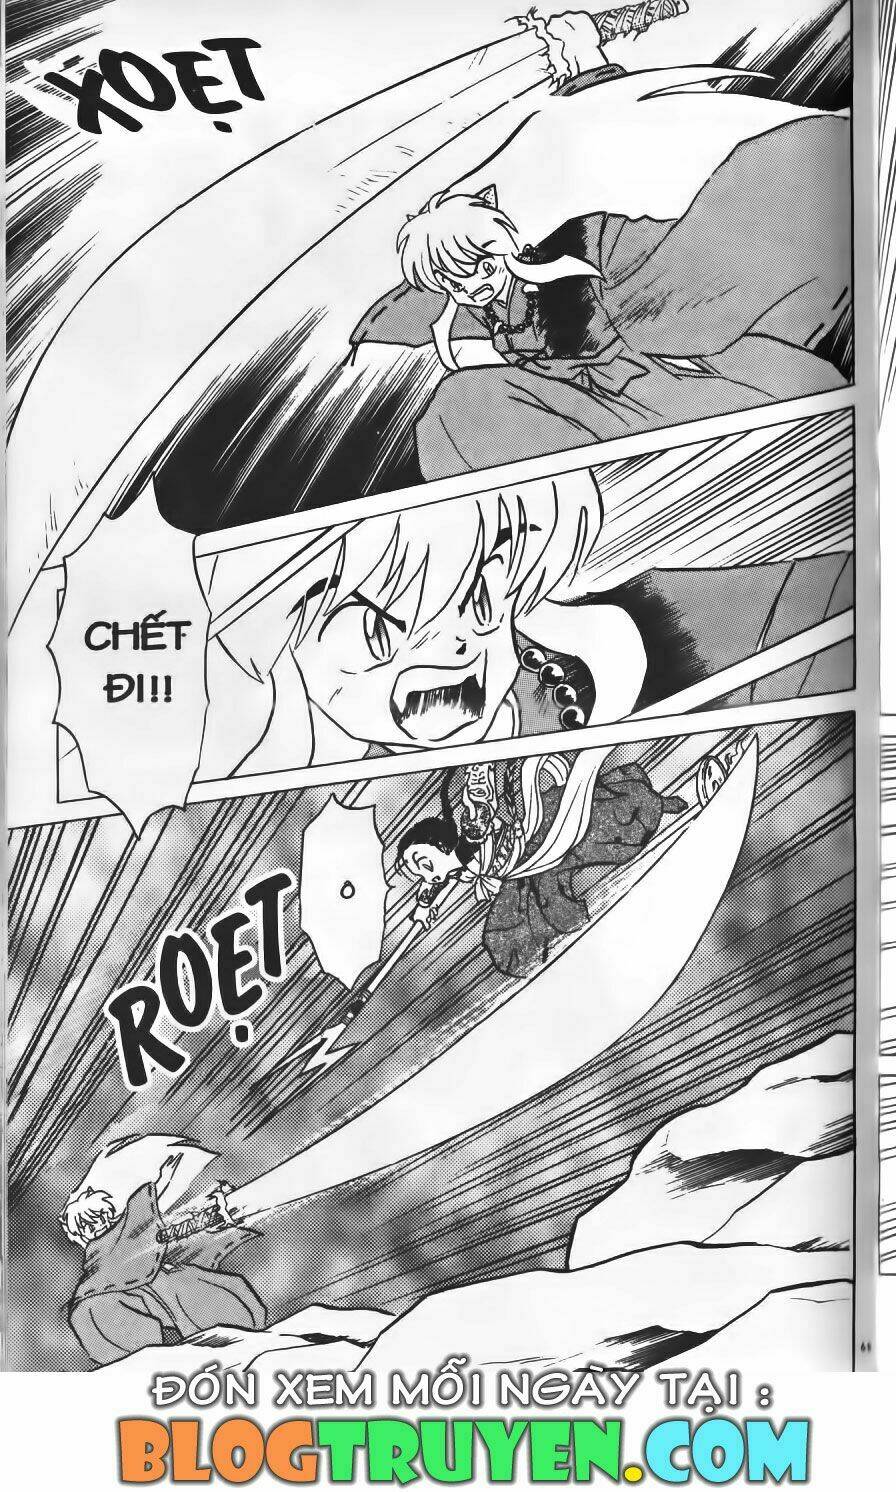 XOẸT
CHẾT
ĐI!!
O
ROẸT
ĐÓN XEM MỖI NGÀY TẠI :
BLOGTRUYEN.COM